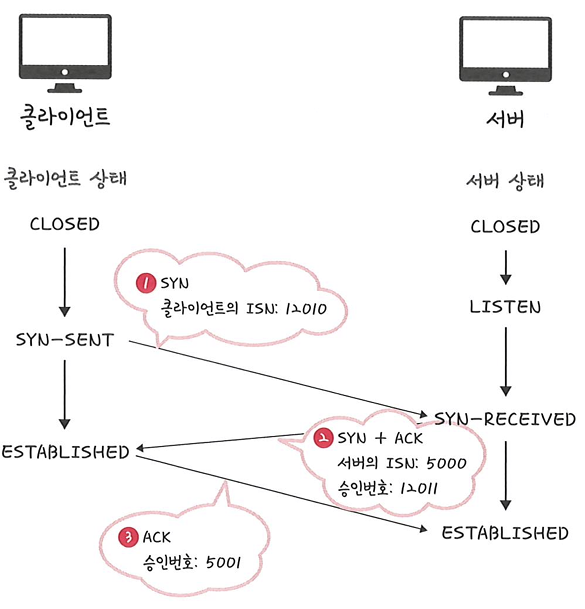 클라이언트
서버
클라이언트 상태
서버 상태
CLOSED
CLOSED
1 SYN
클라이언트의 ISN: 12010
LISTEN
SYN-SENT
SYN-RECEIVED
2 SYN + ACK
서버의 ISN: 5000
승인번호: 12011
ESTABLISHED
3 ACK
승인번호: 5001
ESTABLISHED